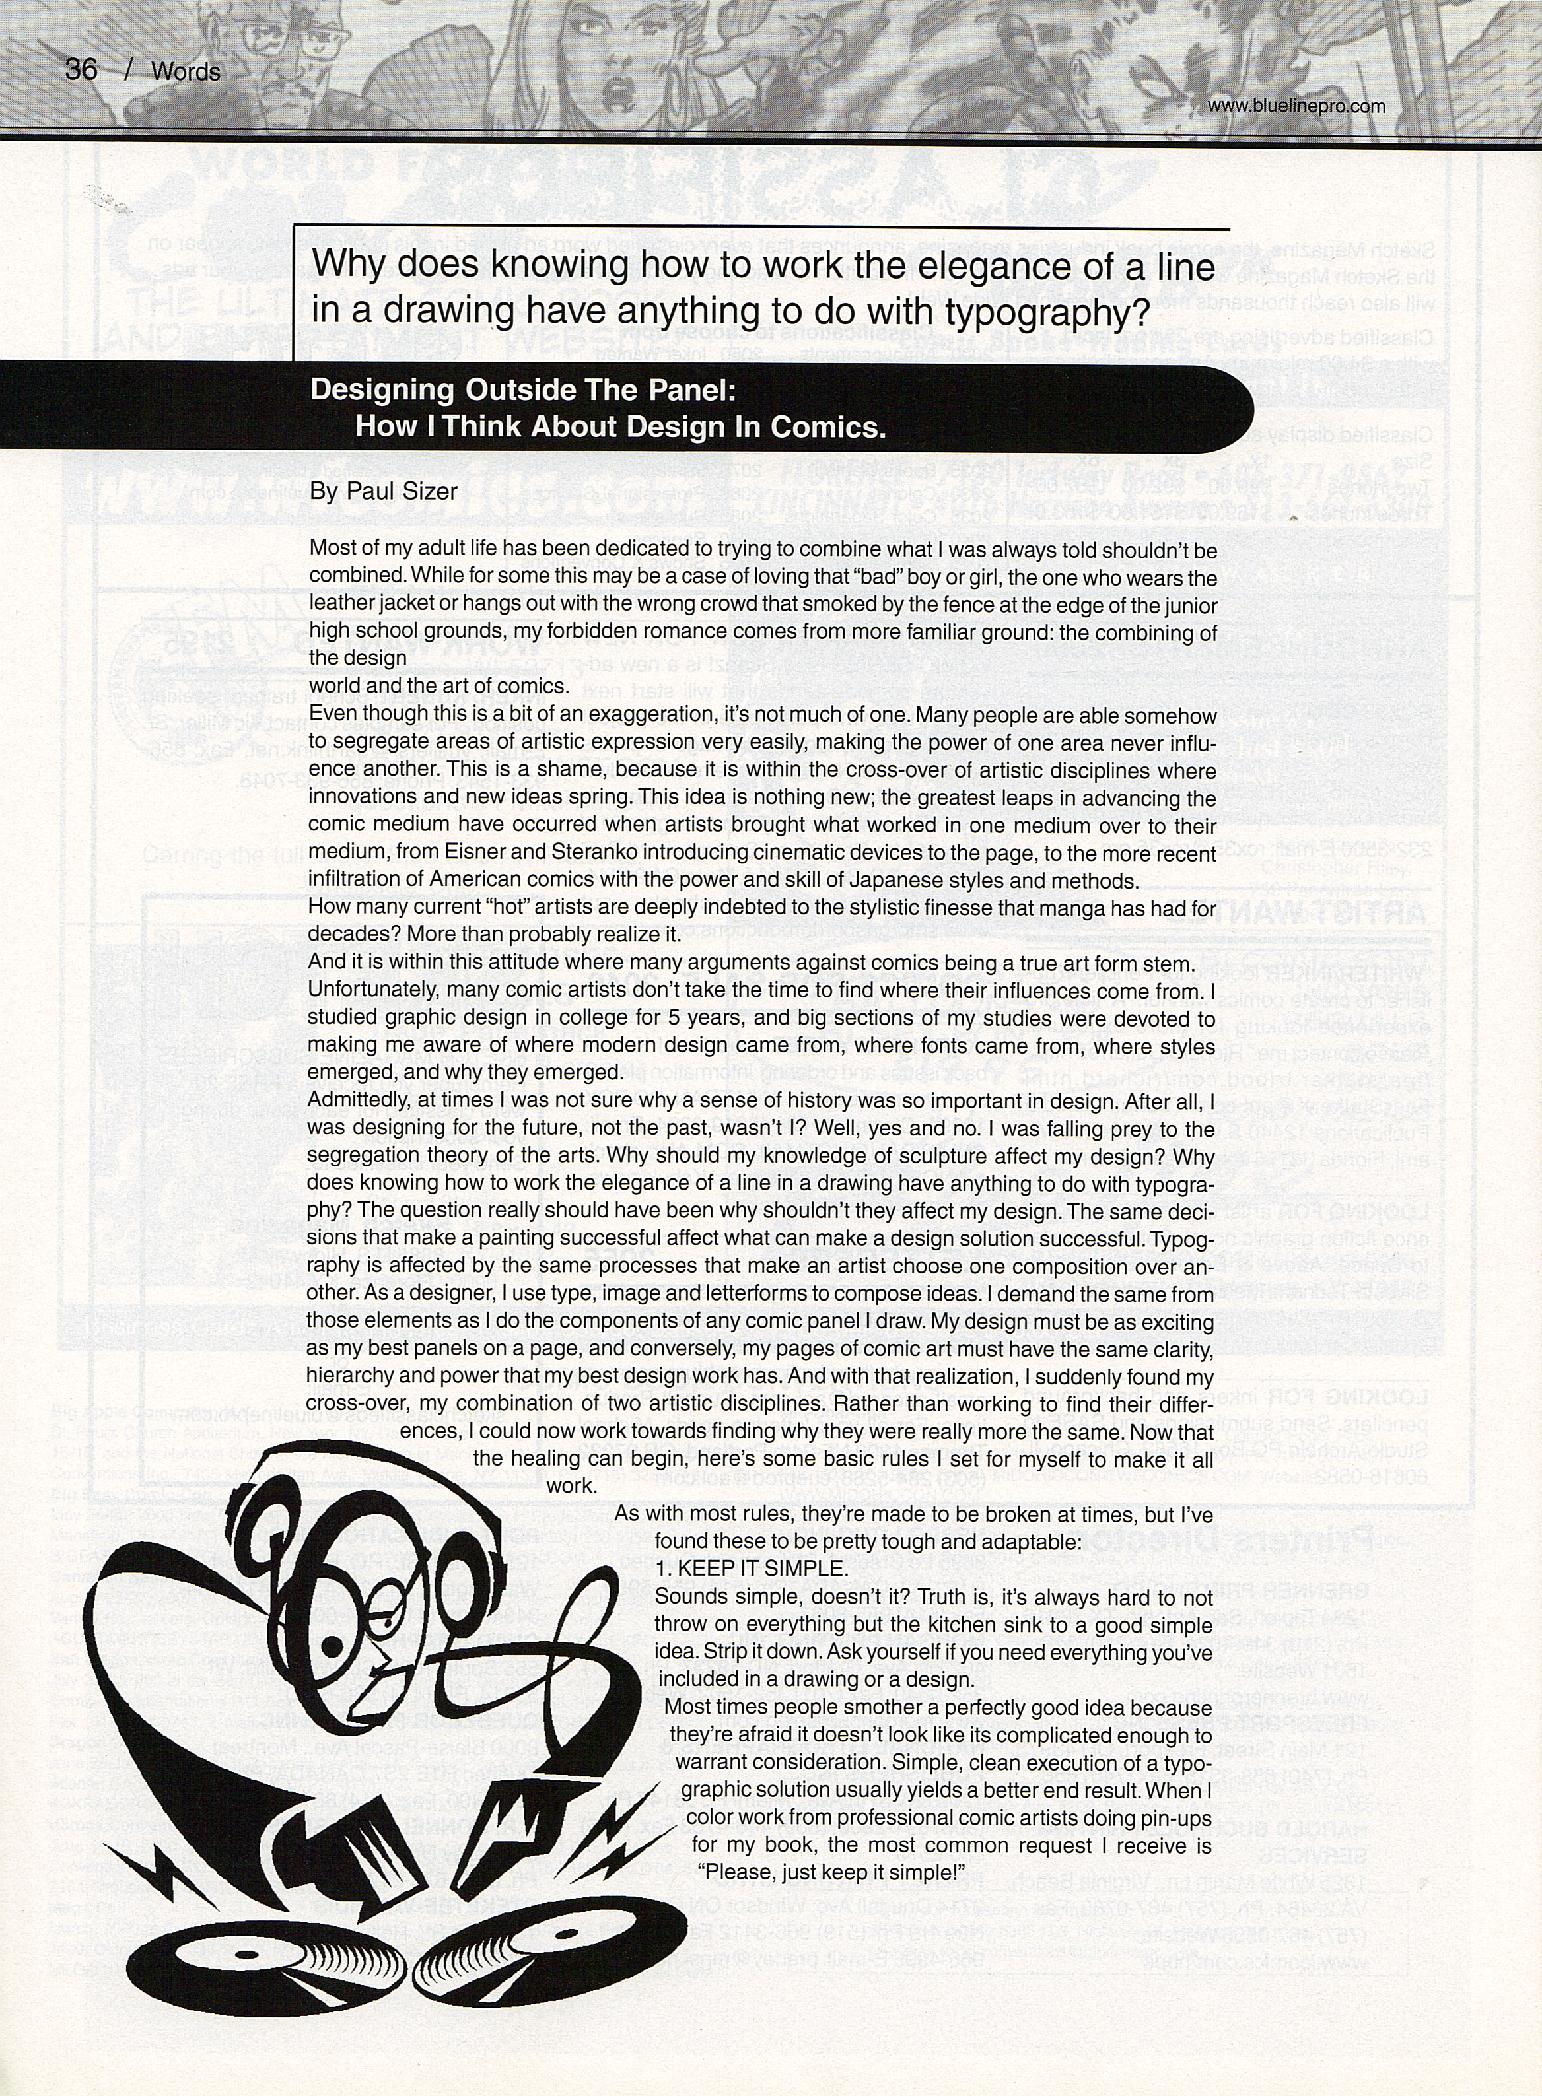 36 / Words
www.bluelinepro.com
Why does knowing how to work the elegance of a line
in a drawing have anything to do with typography?
Designing Outside The Panel:
How I Think About Design In Comics.
By Paul Sizer
Most of my adult life has been dedicated to trying to combine what I was always told shouldn't be
combined. While for some this may be a case of loving that “bad” boy or girl, the one who wears the
leather jacket or hangs out with the wrong crowd that smoked by the fence at the edge of the junior
high school grounds, my forbidden romance comes from more familiar ground: the combining of
the design
world and the art of comics.
Even though this is a bit of an exaggeration, it's not much of one. Many people are able somehow
to segregate areas of artistic expression very easily, making the power of one area never influ-
ence another. This is a shame, because it is within the cross-over of artistic disciplines where
innovations and new ideas spring. This idea is nothing new; the greatest leaps in advancing the
comic medium have occurred when artists brought what worked in one medium over to their
medium, from Eisner and Steranko introducing cinematic devices to the page, to the more recent
infiltration of American comics with the power and skill of Japanese styles and methods.
How many current “hot” artists are deeply indebted to the stylistic finesse that manga has had for
decades? More than probably realize it.
And it is within this attitude where many arguments against comics being a true art form stem.
Unfortunately, many comic artists don't take the time to find where their influences come from. I
studied graphic design in college for 5 years, and big sections of my studies were devoted to
making me aware of where modern design came from, where fonts came from, where styles
emerged, and why they emerged.
Admittedly, at times I was not sure why a sense of history was so important in design. After all, I
was designing for the future, not the past, wasn't I? Well, yes and no. I was falling prey to the
segregation theory of the arts. Why should my knowledge of sculpture affect my design? Why
does knowing how to work the elegance of a line in a drawing have anything to do with typogra-
phy? The question really should have been why shouldn't they affect my design. The same deci-
sions that make a painting successful affect what can make a design solution successful. Typog-
raphy is affected by the same processes that make an artist choose one composition over an-
other. As a designer, I use type, image and letterforms to compose ideas. I demand the same from
those elements as I do the components of any comic panel I draw. My design must be as exciting
as my best panels on a page, and conversely, my pages of comic art must have the same clarity,
hierarchy and power that my best design work has. And with that realization, I suddenly found my
cross-over, my combination of two artistic disciplines. Rather than working to find their differ-
ences, I could now work towards finding why they were really more the same. Now that
the healing can begin, here's some basic rules I set for myself to make it all
work.
As with most rules, they're made to be broken at times, but I've
found these to be pretty tough and adaptable:
1. KEEP IT SIMPLE.
Sounds simple, doesn't it? Truth is, it's always hard to not
throw on everything but the kitchen sink to a good simple
idea. Strip it down. Ask yourself if you need everything you've
included in a drawing or a design.
Most times people smother a perfectly good idea because
they're afraid it doesn't look like its complicated enough to
warrant consideration. Simple, clean execution of a typo-
graphic solution usually yields a better end result. When I
color work from professional comic artists doing pin-ups
for my book, the most common request I receive is
“Please, just keep it simple!”